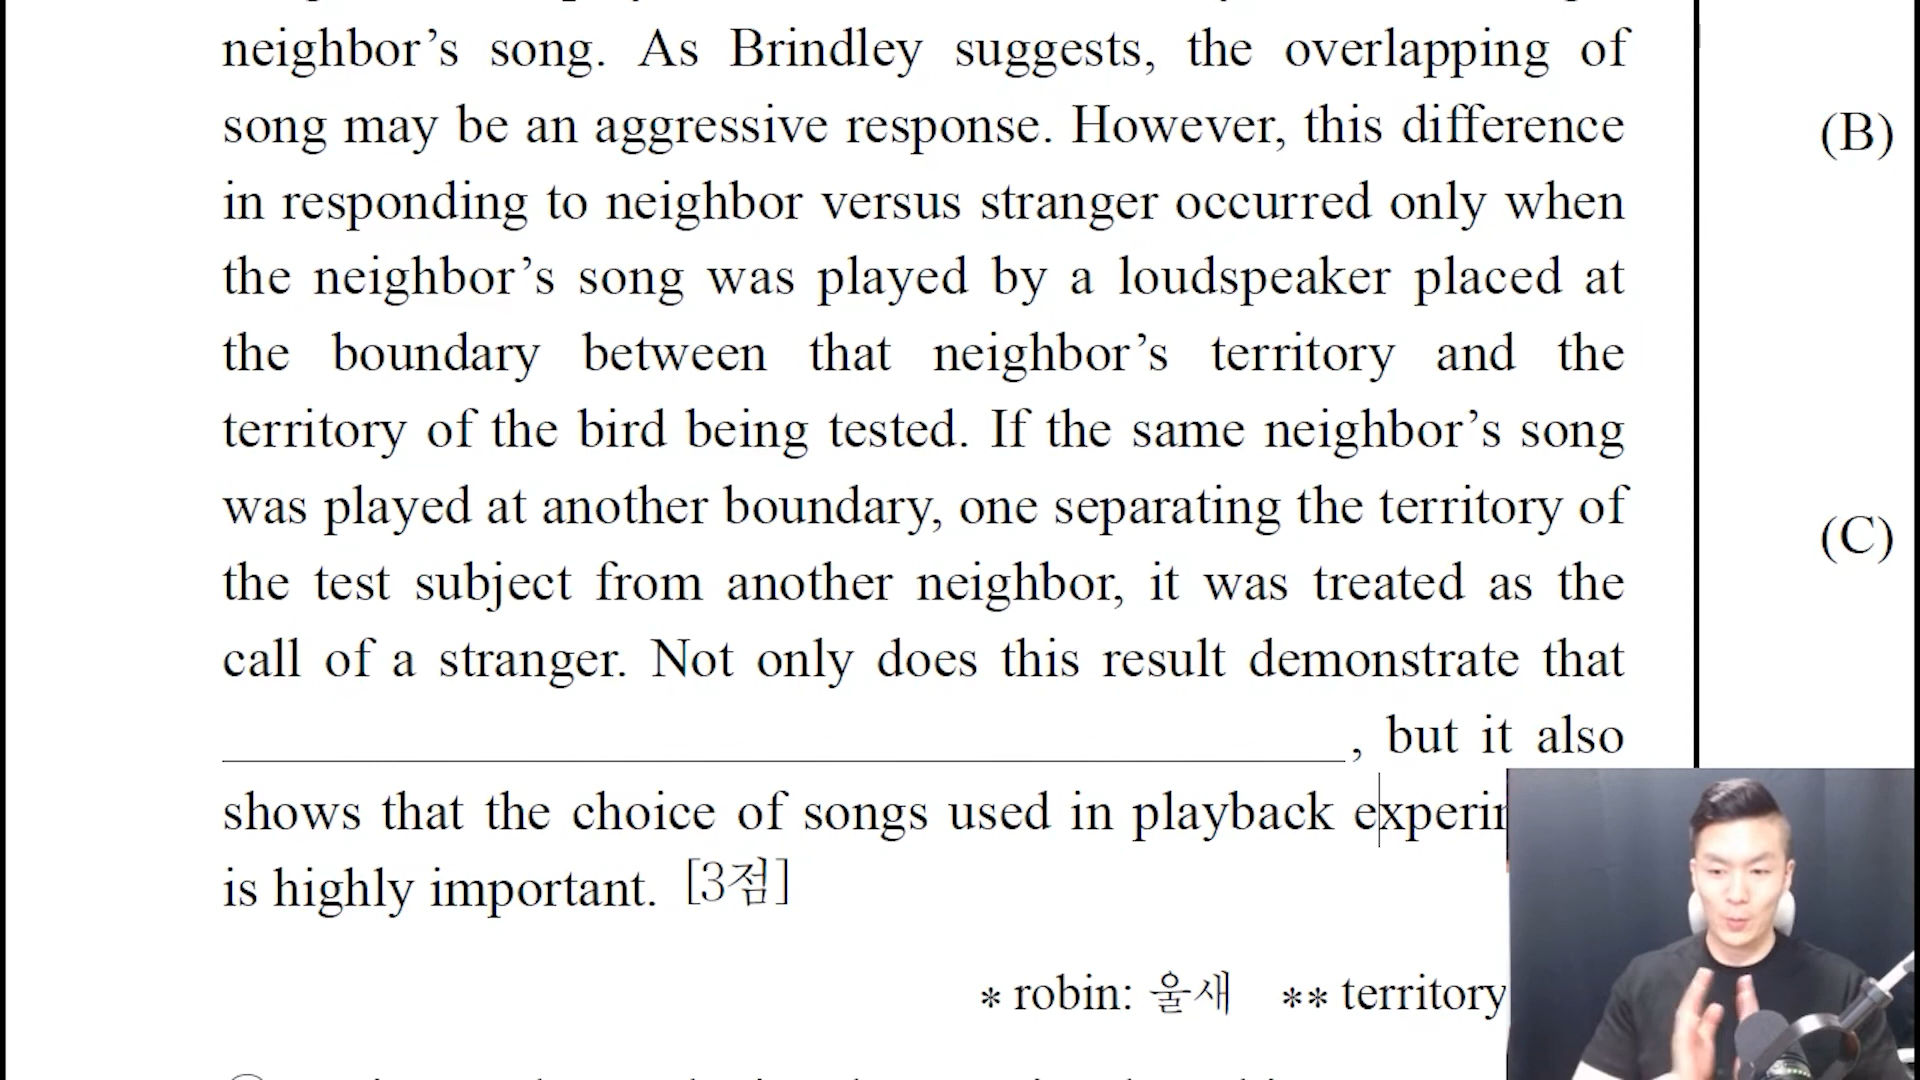 neighbor’s song. As Brindley suggests, the overlapping of
song may be an aggressive response. However, this difference
in responding to neighbor versus stranger occurred only when
the neighbor’s song was played by a loudspeaker placed at
the boundary between that neighbor’s territory and the
territory of the bird being tested. If the same neighbor’s song
was played at another boundary, one separating the territory of
the test subject from another neighbor, it was treated as the
call of a stranger. Not only does this result demonstrate that
, but it also
shows that the choice of songs used in playback
is highly important. [3점]
* robin: 울새 ** territory
(B)
(C)